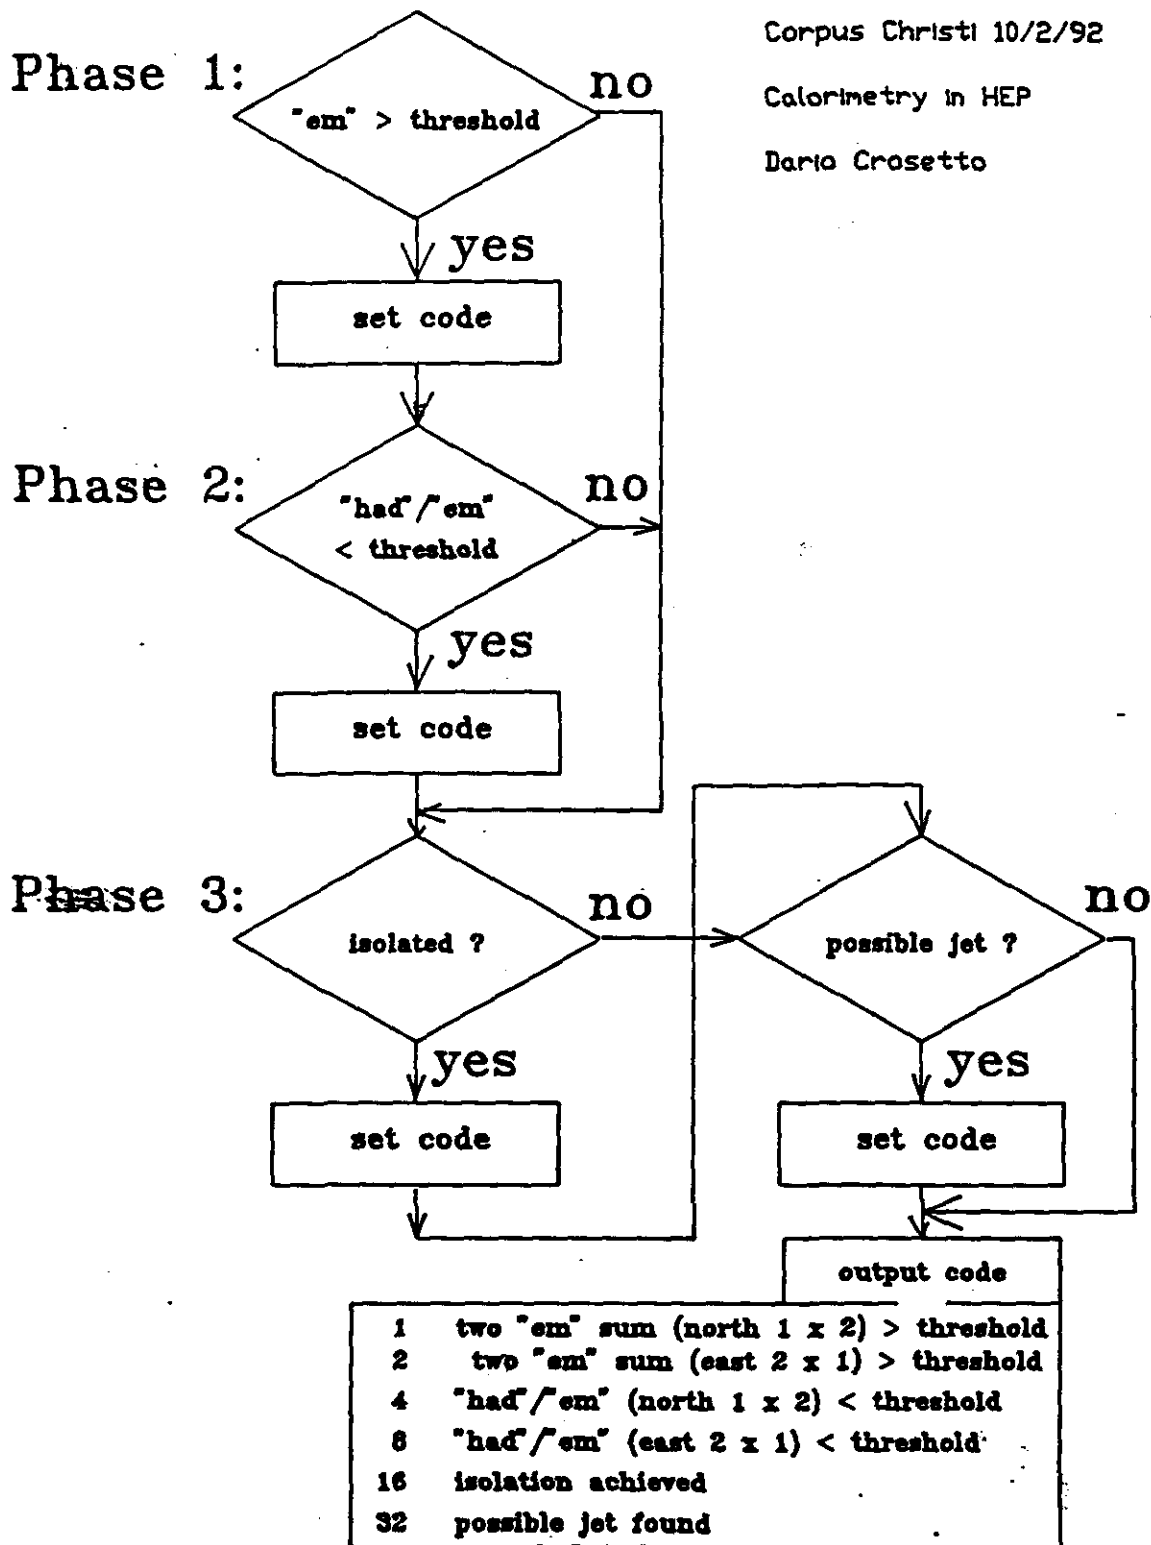 Corpus Christi 10/2/92
Calorimetry in HEP
Dario Crosetto
Phase 1:
"em" > threshold
no
yes
set code
Phase 2:
"had"/"em"
< threshold
no
yes
set code
Phase 3:
isolated ?
no
possible jet ?
no
yes
set code
yes
set code
output code
1 two "em" sum (north 1 x 2) > threshold
2 two "em" sum (east 2 x 1) > threshold
4 "had"/"em" (north 1 x 2) < threshold
8 "had"/"em" (east 2 x 1) < threshold
16 isolation achieved
32 possible jet found